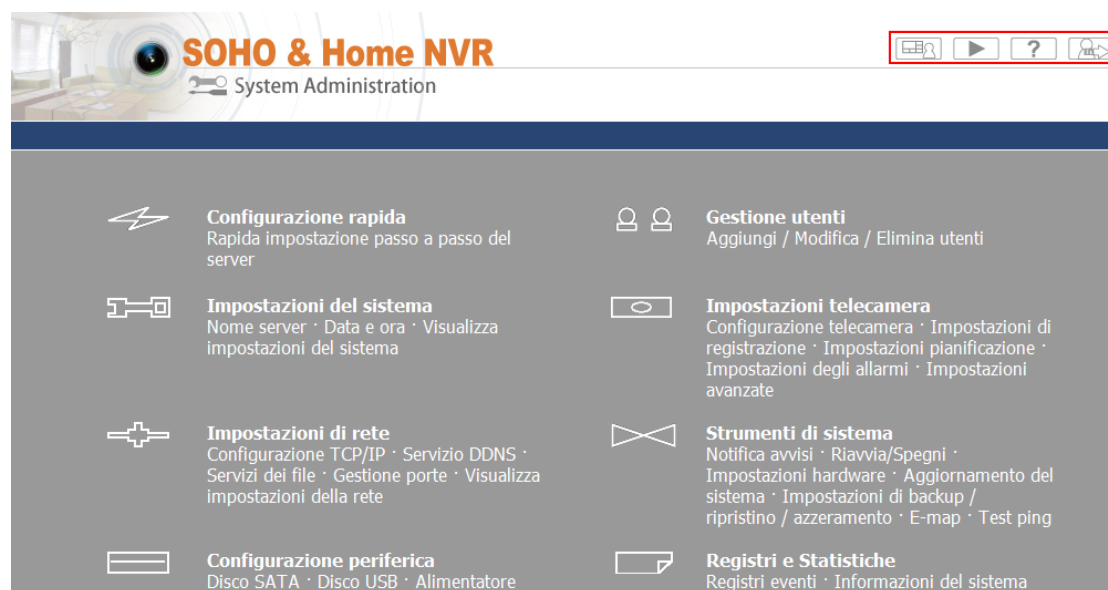 SOHO & Home NVR
System Administration
?
Configurazione rapida
Rapida impostazione passo a passo del
server
Gestione utenti
Aggiungi / Modifica / Elimina utenti
Impostazioni del sistema
Nome server · Data e ora · Visualizza
impostazioni del sistema
Impostazioni telecamera
Configurazione telecamera · Impostazioni di
registrazione · Impostazioni pianificazione ·
Impostazioni degli allarmi · Impostazioni
avanzate
Impostazioni di rete
Configurazione TCP/IP · Servizio DDNS ·
Servizi dei file · Gestione porte · Visualizza
impostazioni della rete
Strumenti di sistema
Notifica avvisi · Riavvia/Spegni ·
Impostazioni hardware · Aggiornamento del
sistema · Impostazioni di backup /
ripristino / azzeramento · E-map · Test ping
Configurazione periferica
Disco SATA · Disco USB · Alimentatore
Registri e Statistiche
Registri eventi · Informazioni del sistema